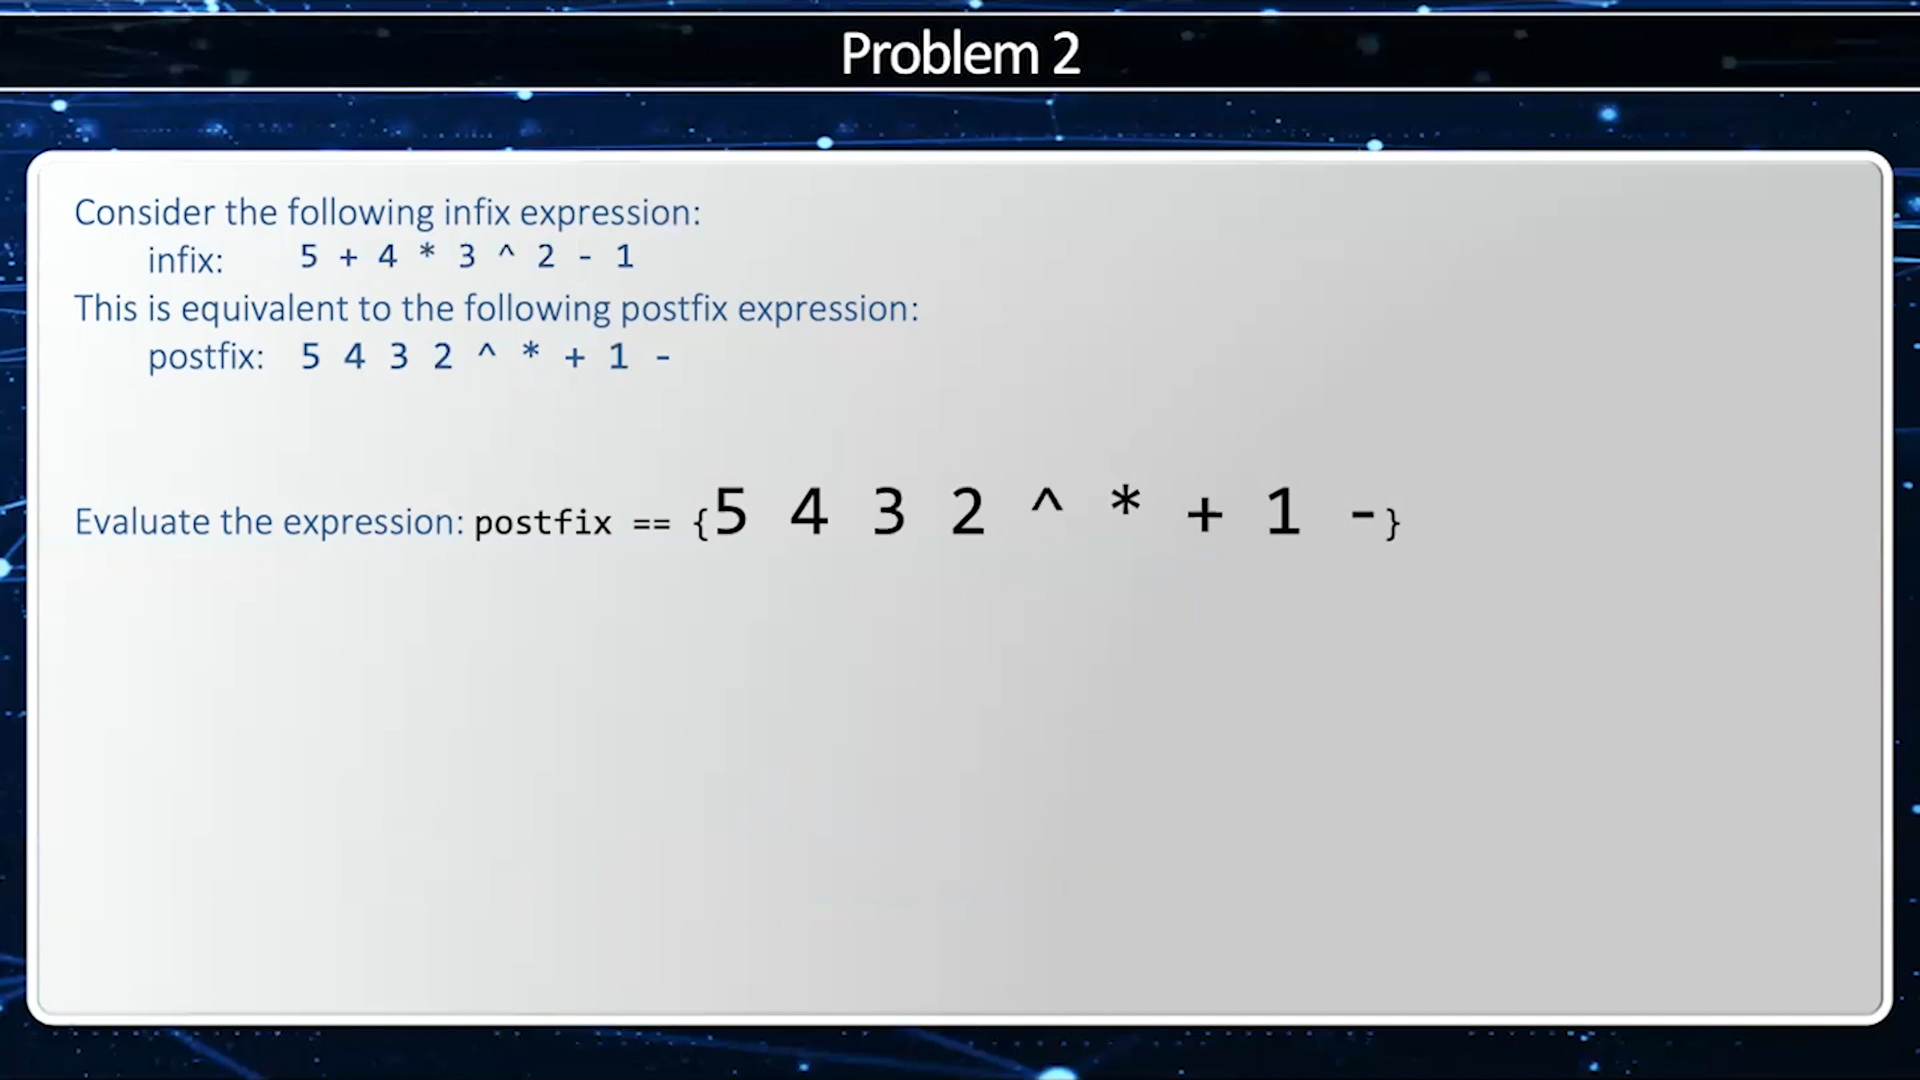 Problem 2
Consider the following infix expression:
infix: 5 + 4 * 3 ^ 2 - 1
This is equivalent to the following postfix expression:
postfix: 5 4 3 2 ^ * + 1 -
Evaluate the expression: postfix == {5 4 3 2 ^ * + 1 -}